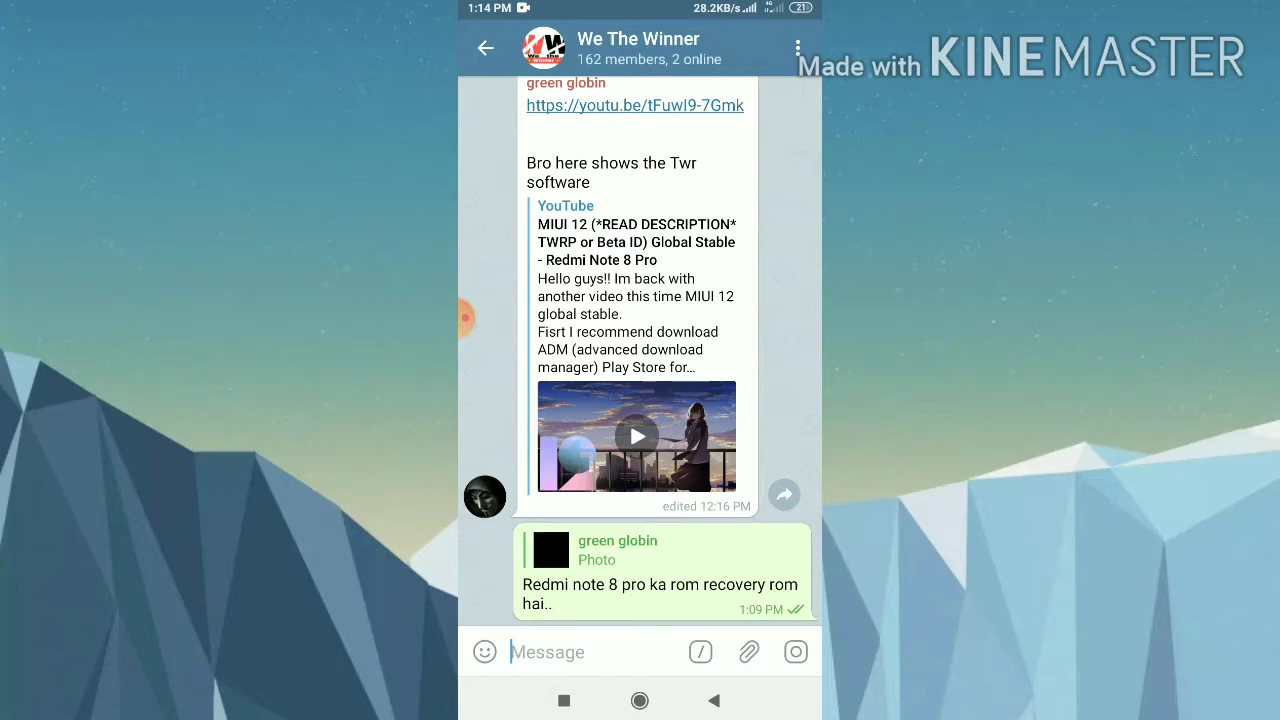 1:14 PM
28.2KB/s 4G 21
We The Winner
162 members, 2 online
Made with KINEMASTER
green globin
https://youtu.be/tFuwI9-7Gmk
Bro here shows the Twr
software
YouTube
MIUI 12 (*READ DESCRIPTION*
TWRP or Beta ID) Global Stable
- Redmi Note 8 Pro
Hello guys!! Im back with
another video this time MIUI 12
global stable.
Fisrt I recommend download
ADM (advanced download
manager) Play Store for...
edited 12:16 PM
green globin
Photo
Redmi note 8 pro ka rom recovery rom
hai..
1:09 PM
Message